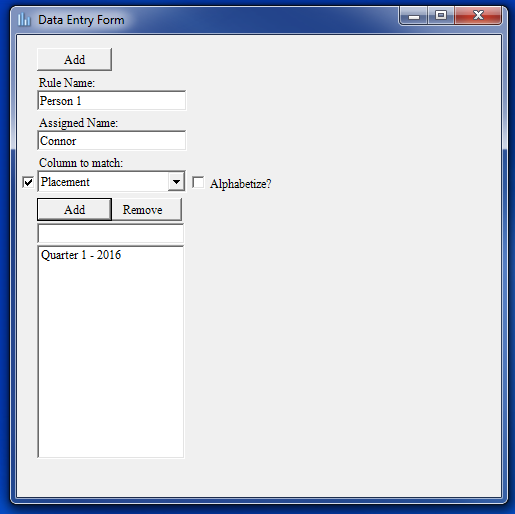 Data Entry Form
Add
Rule Name:
Person 1
Assigned Name:
Connor
Column to match:
Placement Alphabetize?
Add Remove
Quarter 1 - 2016